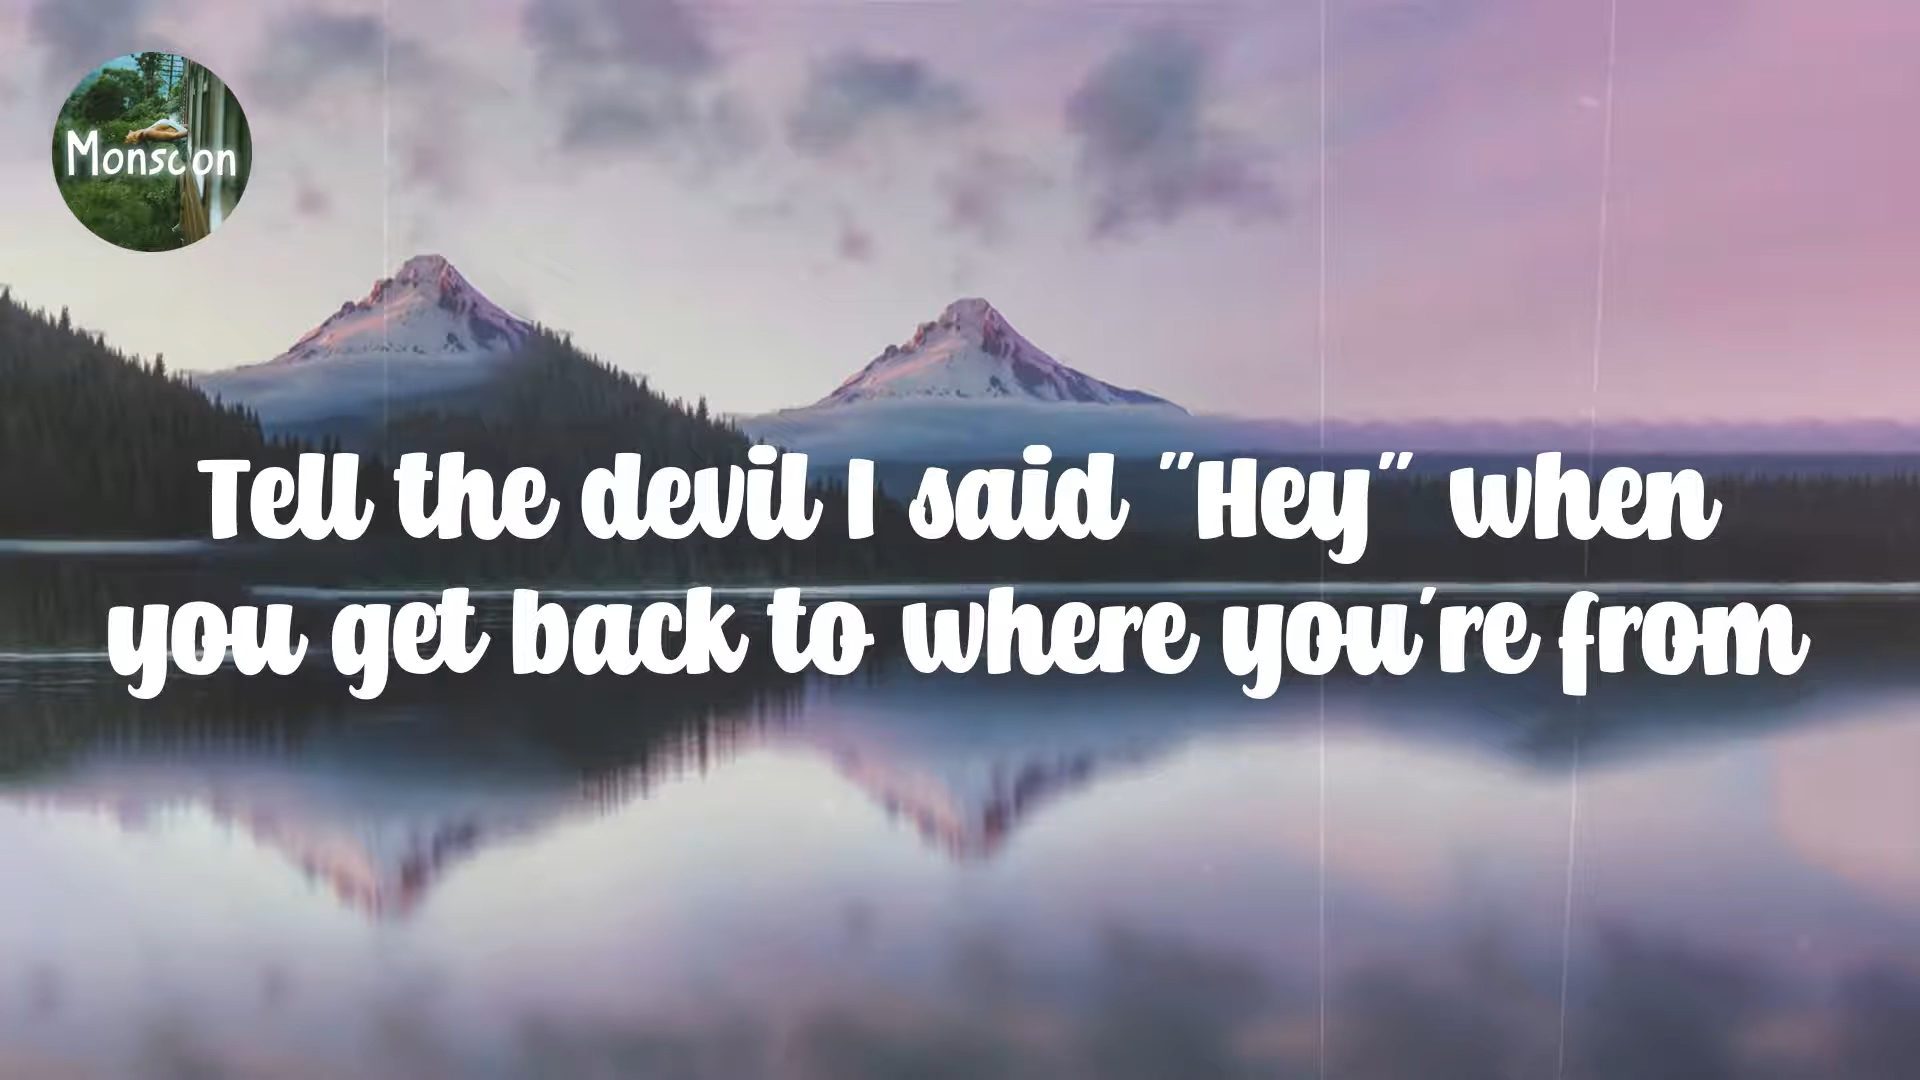 Monsoon
Tell the devil I said "Hey" when
you get back to where you're from